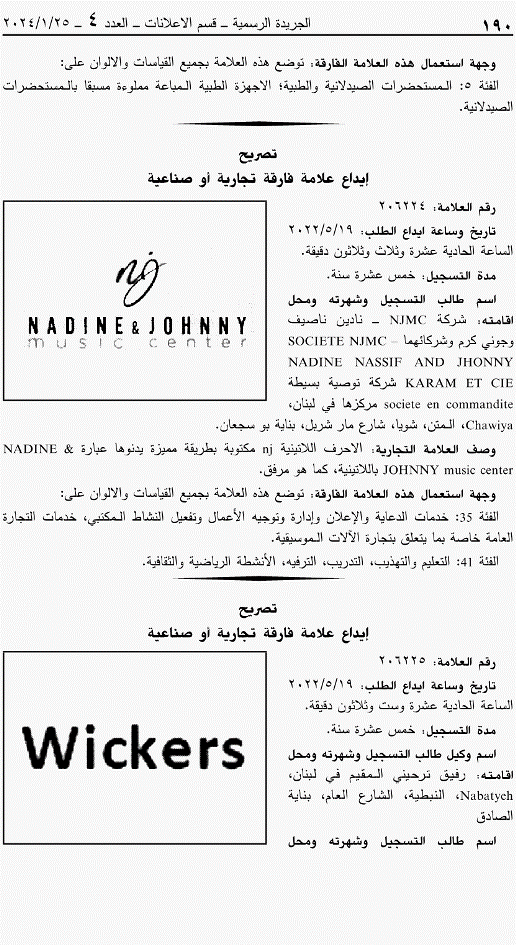 ١٩٠
الجريدة الرسمية ــ قسم الاعلانات ــ العدد ٤ ــ ٢٠٢٤/١/٢٥
وجهة استعمال هذه العلامة الفارقة: توضع هذه العلامة بجميع القياسات والالوان على:
الفئة ٥: المستحضرات الصيدلانية والطبية؛ الاجهزة الطبية المباعة مملوءة مسبقا بالمستحضرات
الصيدلانية.
تصريح
إيداع علامة فارقة تجارية أو صناعية
رقم العلامة: ٢٠٦٢٢٤
تاريخ وساعة ايداع الطلب: ٢٠٢٢/٥/١٩
الساعة الحادية عشرة وثلاث وثلاثون دقيقة.
مدة التسجيل: خمس عشرة سنة.
اسم طالب التسجيل وشهرته ومحل
اقامته: شركة NJMC ــ نادين ناصيف
وجوني كرم وشركائهما – SOCIETE NJMC
NADINE NASSIF AND JHONNY
KARAM ET CIE شركة توصية بسيطة
societe en commandite مركزها في لبنان،
Chawiya، المتن، شويا، شارع مار شربل، بناية بو سجعان.
nj
NADINE & JOHNNY
music center
وصف العلامة التجارية: الاحرف اللاتينية nj مكتوبة بطريقة مميزة يدنوها عبارة NADINE &
JOHNNY music center باللاتينية، كما هو مرفق.
وجهة استعمال هذه العلامة الفارقة: توضع هذه العلامة بجميع القياسات والالوان على:
الفئة 35: خدمات الدعاية والإعلان وإدارة وتوجيه الأعمال وتفعيل النشاط المكتبي، خدمات التجارة
العامة خاصة بما يتعلق بتجارة الآلات الموسيقية.
الفئة 41: التعليم والتهذيب، التدريب، الترفيه، الأنشطة الرياضية والثقافية.
تصريح
إيداع علامة فارقة تجارية أو صناعية
رقم العلامة: ٢٠٦٢٢٥
تاريخ وساعة ايداع الطلب: ٢٠٢٢/٥/١٩
الساعة الحادية عشرة وست وثلاثون دقيقة.
مدة التسجيل: خمس عشرة سنة.
اسم وكيل طالب التسجيل وشهرته ومحل
اقامته: رفيق ترحيني المقيم في لبنان،
Nabatyeh، النبطية، الشارع العام، بناية
الصادق
اسم طالب التسجيل وشهرته ومحل
Wickers